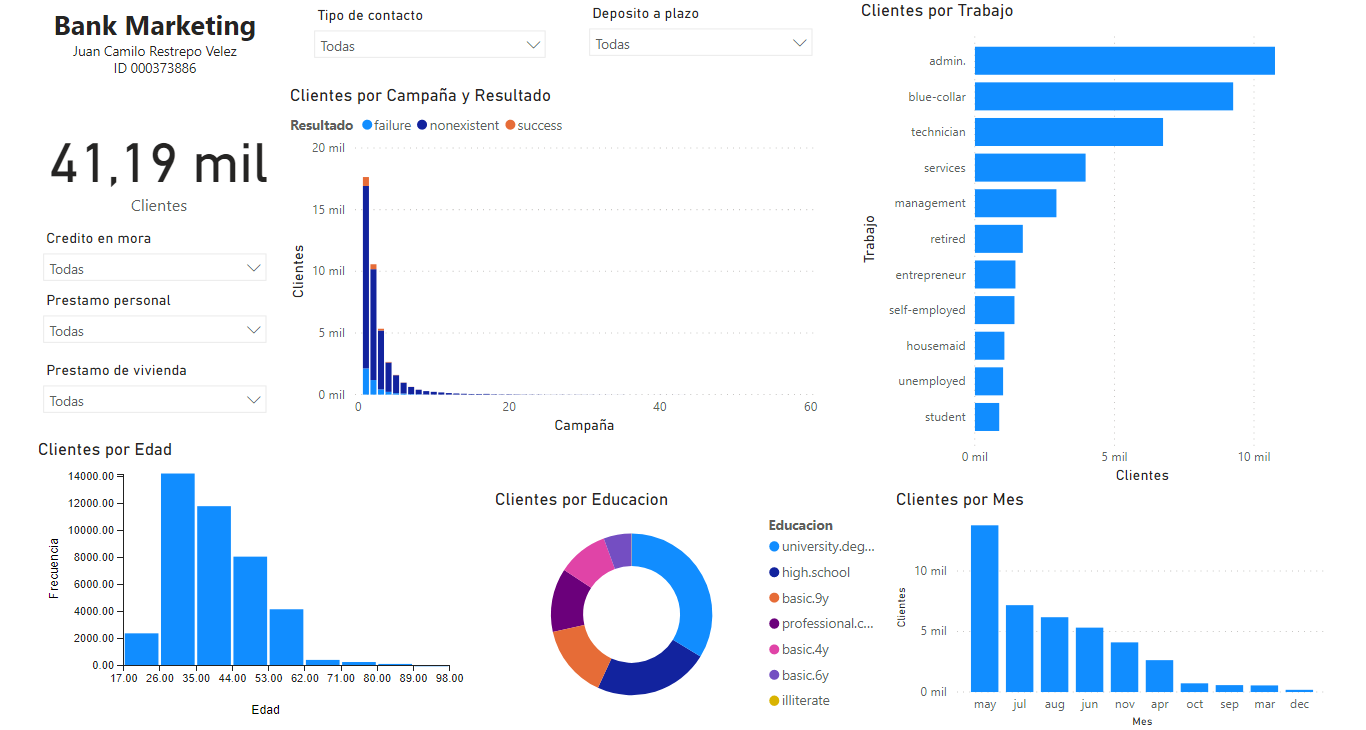 Bank Marketing
Juan Camilo Restrepo Velez
ID 000373886
Tipo de contacto
Todas
Deposito a plazo
Todas
41,19 mil
Clientes
Credito en mora
Todas
Prestamo personal
Todas
Prestamo de vivienda
Todas
Clientes por Campaña y Resultado
Resultado failure nonexistent success
20 mil
15 mil
10 mil
5 mil
0 mil
Clientes
0 20 40 60
Campaña
Clientes por Trabajo
Trabajo
admin.
blue-collar
technician
services
management
retired
entrepreneur
self-employed
housemaid
unemployed
student
0 mil 5 mil 10 mil
Clientes
Clientes por Edad
Frecuencia
14000.00
12000.00
10000.00
8000.00
6000.00
4000.00
2000.00
0.00
17.00 26.00 35.00 44.00 53.00 62.00 71.00 80.00 89.00 98.00
Edad
Clientes por Educacion
Educacion
university.deg...
high.school
basic.9y
professional.c...
basic.4y
basic.6y
illiterate
Clientes por Mes
Clientes
10 mil
5 mil
0 mil
may jul aug jun nov apr oct sep mar dec
Mes